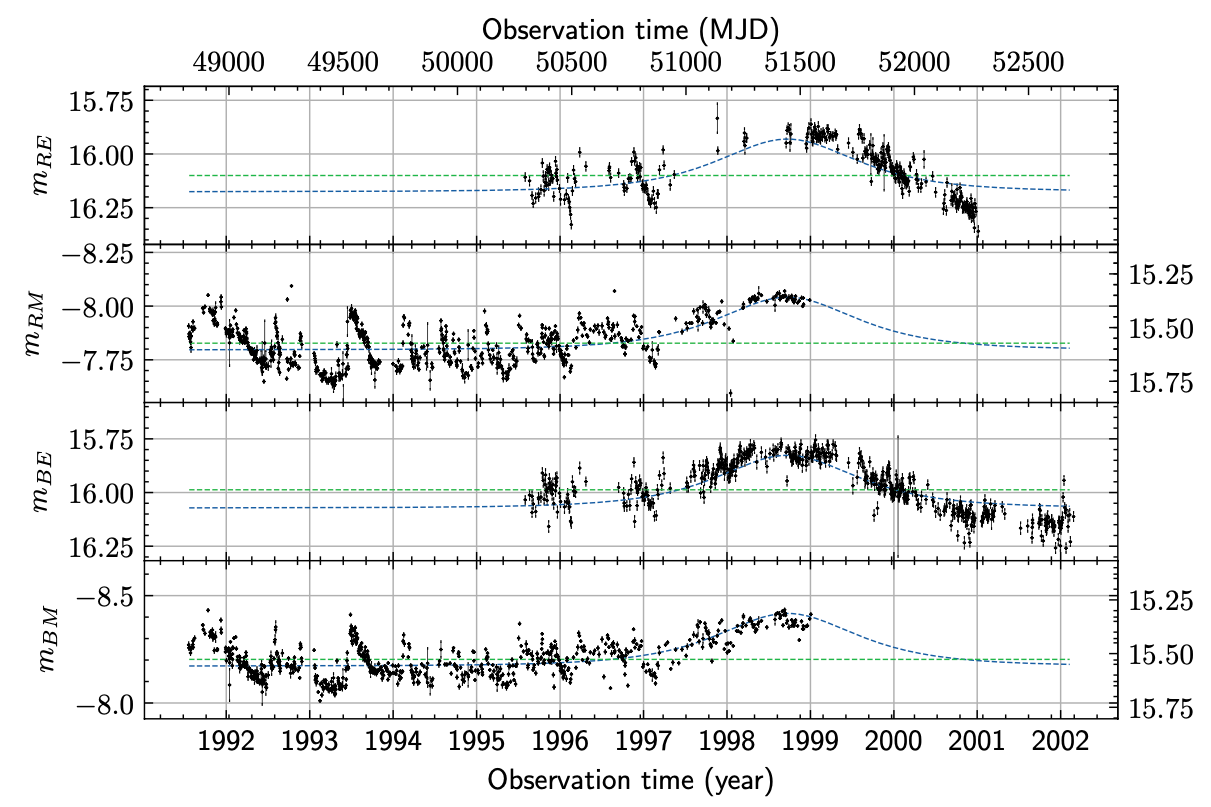 Observation time (MJD)
49000 49500 50000 50500 51000 51500 52000 52500
m_RE
15.75
16.00
16.25
m_RM
−8.25
−8.00
−7.75
15.25
15.50
15.75
m_BE
15.75
16.00
16.25
m_BM
−8.5
−8.0
15.25
15.50
15.75
1992 1993 1994 1995 1996 1997 1998 1999 2000 2001 2002
Observation time (year)